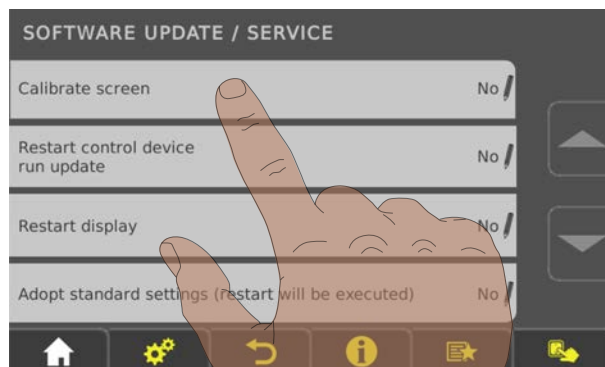 SOFTWARE UPDATE / SERVICE
Calibrate screen No
Restart control device
run update No
Restart display No
Adopt standard settings (restart will be executed) No